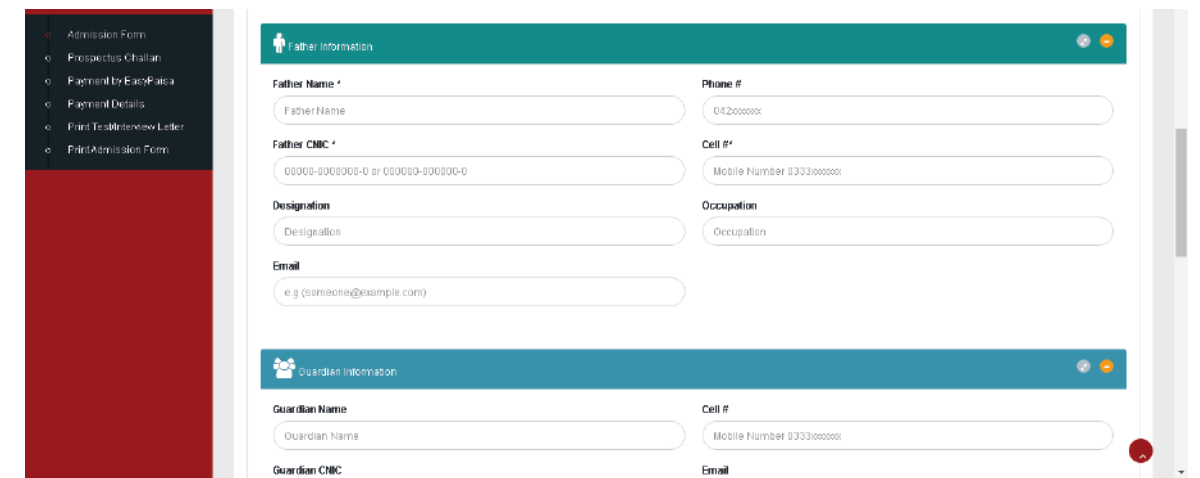 Admission Form
Prospectus Challan
Payment by EasyPaisa
Payment Details
Print Test/Interview Letter
Print Admission Form
Father Information
Father Name *
Phone #
Father Name
042xxxxxxx
Father CNIC *
Cell #*
00000-0000000-0 or 000000-000000-0
Mobile Number 0333xxxxxxx
Designation
Occupation
Designation
Occupation
Email
e.g (someone@example.com)
Guardian Information
Guardian Name
Cell #
Guardian Name
Mobile Number 0333xxxxxxx
Guardian CNIC
Email